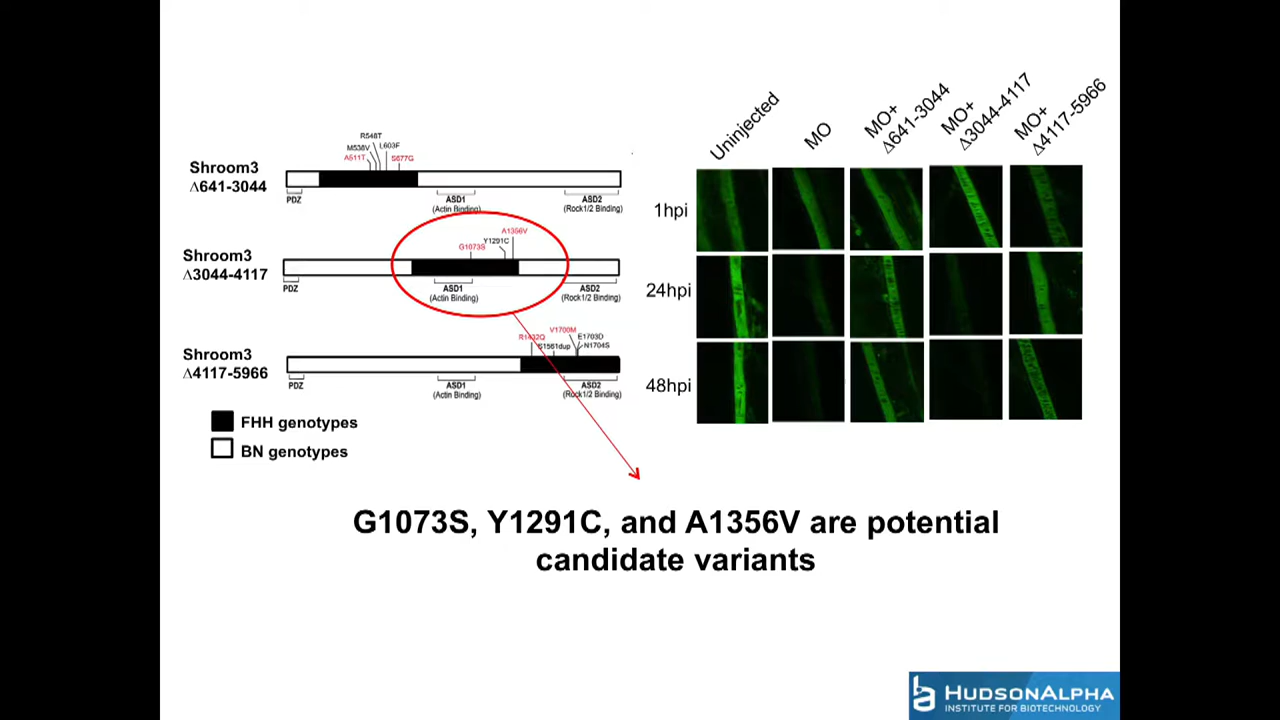 Shroom3
Δ641-3044
R548T
M538V
L603F
A511T
S677G
PDZ
ASD1
(Actin Binding)
ASD2
(Rock1/2 Binding)
Shroom3
Δ3044-4117
A1356V
Y1291C
G1073S
PDZ
ASD1
(Actin Binding)
ASD2
(Rock1/2 Binding)
Shroom3
Δ4117-5966
V1700M
R1432Q
E1703D
S1561dup
N1704S
PDZ
ASD1
(Actin Binding)
ASD2
(Rock1/2 Binding)
FHH genotypes
BN genotypes
Uninjected
MO
MO+
Δ641-3044
MO+
Δ3044-4117
MO+
Δ4117-5966
1hpi
24hpi
48hpi
G1073S, Y1291C, and A1356V are potential
candidate variants
HUDSONALPHA
INSTITUTE FOR BIOTECHNOLOGY